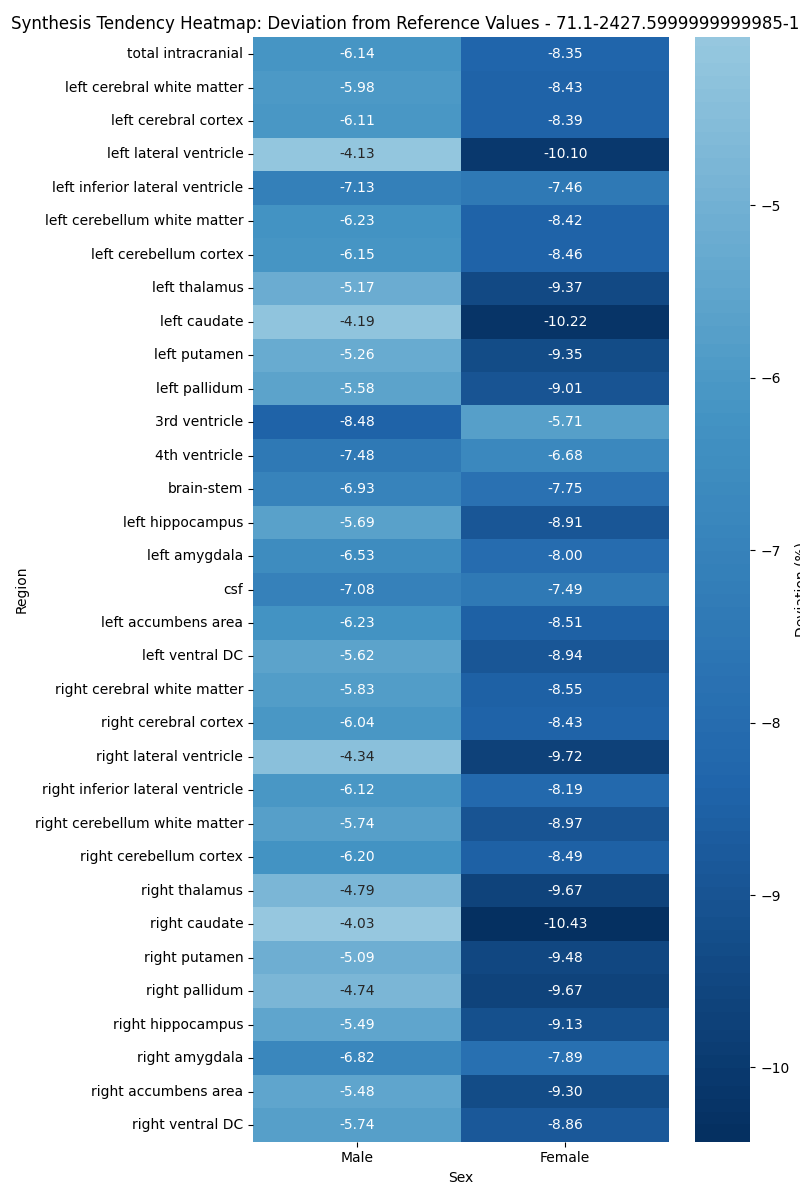 Synthesis Tendency Heatmap: Deviation from Reference Values - 71.1-2427.5999999999985-1
total intracranial -6.14 -8.35
left cerebral white matter -5.98 -8.43
left cerebral cortex -6.11 -8.39
left lateral ventricle -4.13 -10.10
left inferior lateral ventricle -7.13 -7.46
left cerebellum white matter -6.23 -8.42
left cerebellum cortex -6.15 -8.46
left thalamus -5.17 -9.37
left caudate -4.19 -10.22
left putamen -5.26 -9.35
left pallidum -5.58 -9.01
3rd ventricle -8.48 -5.71
4th ventricle -7.48 -6.68
brain-stem -6.93 -7.75
left hippocampus -5.69 -8.91
left amygdala -6.53 -8.00
csf -7.08 -7.49
left accumbens area -6.23 -8.51
left ventral DC -5.62 -8.94
right cerebral white matter -5.83 -8.55
right cerebral cortex -6.04 -8.43
right lateral ventricle -4.34 -9.72
right inferior lateral ventricle -6.12 -8.19
right cerebellum white matter -5.74 -8.97
right cerebellum cortex -6.20 -8.49
right thalamus -4.79 -9.67
right caudate -4.03 -10.43
right putamen -5.09 -9.48
right pallidum -4.74 -9.67
right hippocampus -5.49 -9.13
right amygdala -6.82 -7.89
right accumbens area -5.48 -9.30
right ventral DC -5.74 -8.86
Region
Male Female
Sex
−5
−6
−7
−8
−9
−10
Deviation (%)